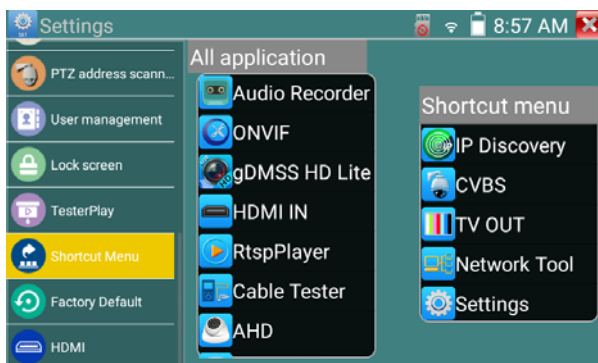 Settings
8:57 AM
PTZ address scann...
User management
Lock screen
TesterPlay
Shortcut Menu
Factory Default
HDMI
All application
Audio Recorder
ONVIF
gDMSS HD Lite
HDMI IN
RtspPlayer
Cable Tester
AHD
Shortcut menu
IP Discovery
CVBS
TV OUT
Network Tool
Settings